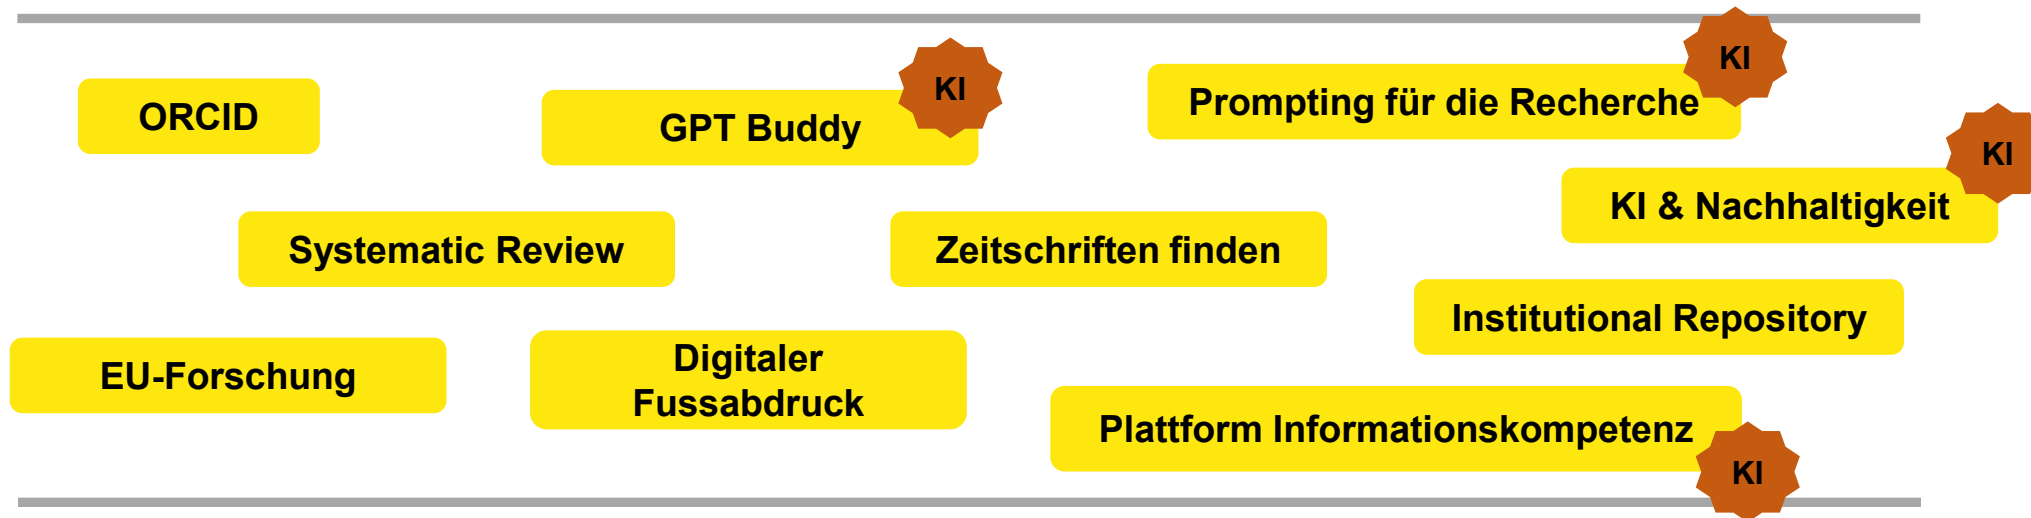 ORCID
GPT Buddy
KI
Prompting für die Recherche
KI
KI & Nachhaltigkeit
KI
Systematic Review
Zeitschriften finden
Institutional Repository
EU-Forschung
Digitaler
Fussabdruck
Plattform Informationskompetenz
KI